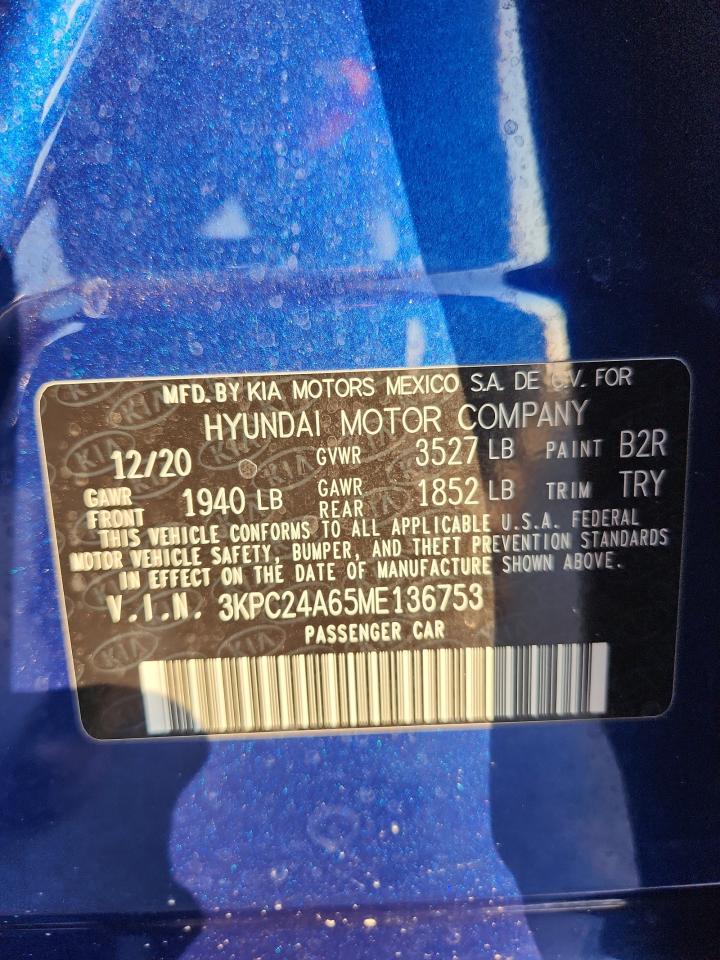 MFD. BY KIA MOTORS MEXICO S.A. DE C.V. FOR
HYUNDAI MOTOR COMPANY
12/20 GVWR 3527 LB PAINT B2R
GAWR FRONT 1940 LB GAWR REAR 1852 LB TRIM TRY
THIS VEHICLE CONFORMS TO ALL APPLICABLE U.S.A. FEDERAL
MOTOR VEHICLE SAFETY, BUMPER, AND THEFT PREVENTION STANDARDS
IN EFFECT ON THE DATE OF MANUFACTURE SHOWN ABOVE.
V.I.N. 3KPC24A65ME136753
PASSENGER CAR